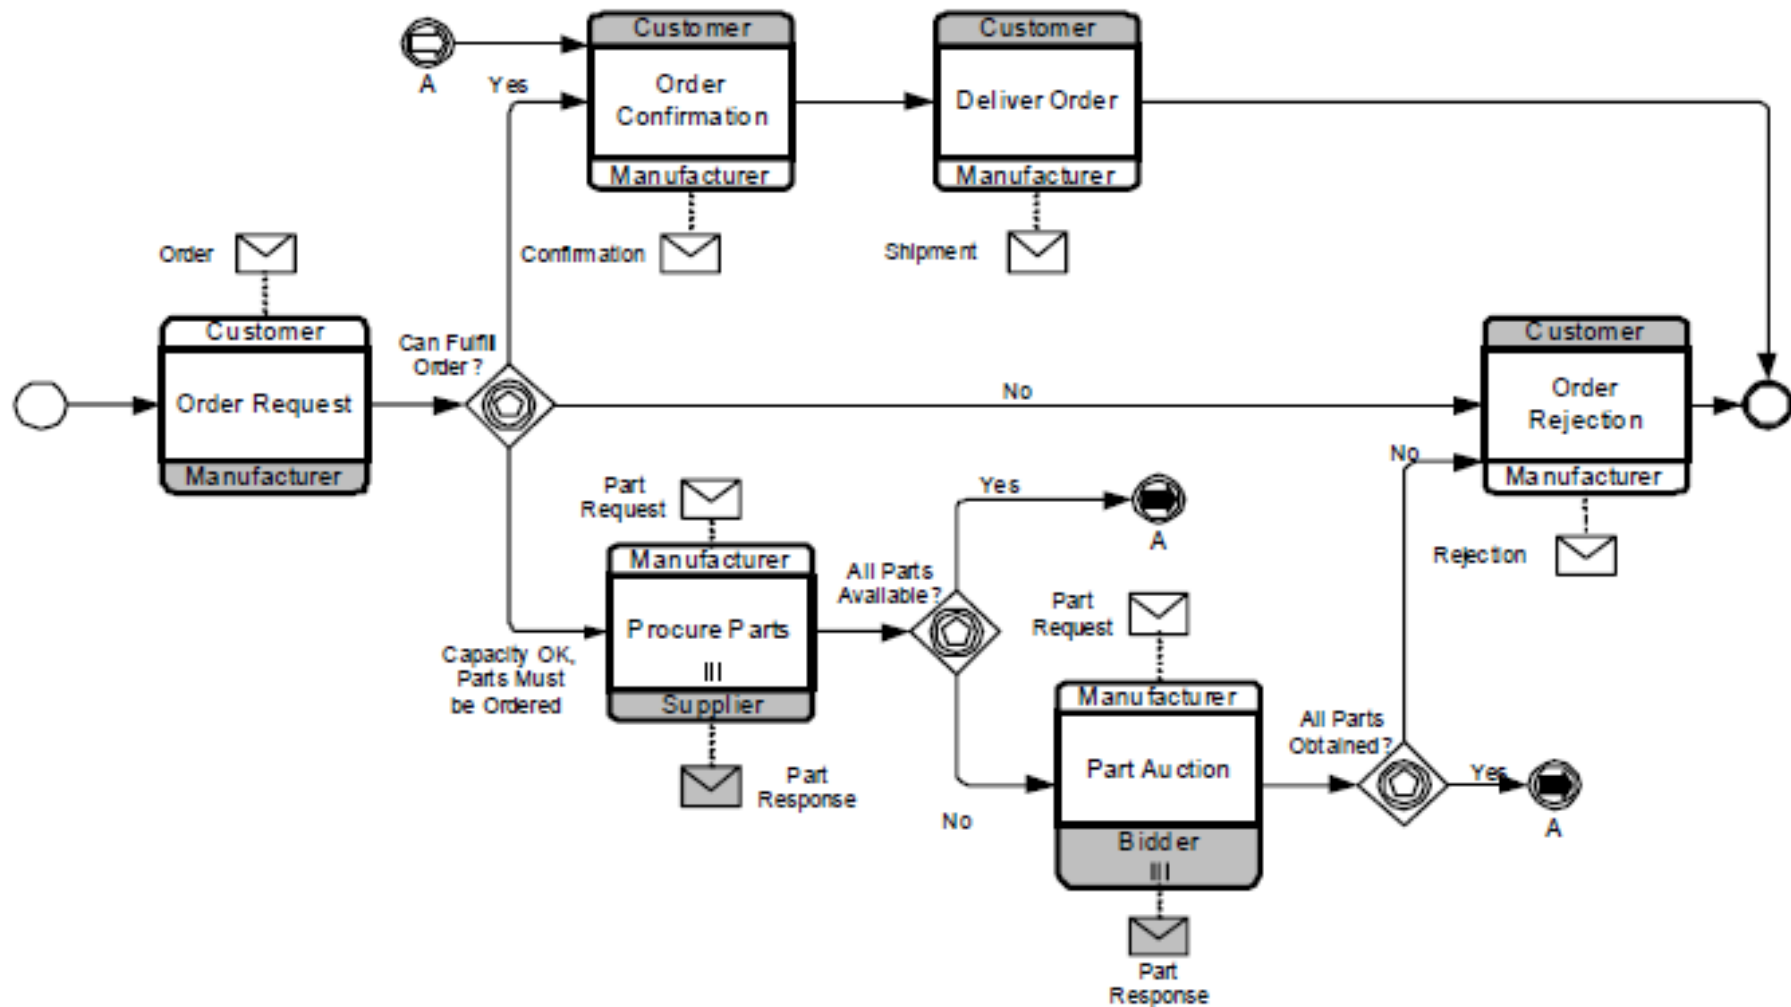 Customer
Order
Confirmation
Manufacturer
Customer
Deliver Order
Manufacturer
A
Yes
Order
Confirmation
Shipment
Customer
Order Request
Manufacturer
Can Fulfill
Order?
No
Customer
Order
Rejection
Manufacturer
No
Rejection
Part
Request
Manufacturer
Procure Parts
III
Supplier
Capacity OK,
Parts Must
be Ordered
Part
Response
All Parts
Available?
Yes
A
No
Part
Request
Manufacturer
Part Auction
Bidder
III
Part
Response
All Parts
Obtained?
Yes
A